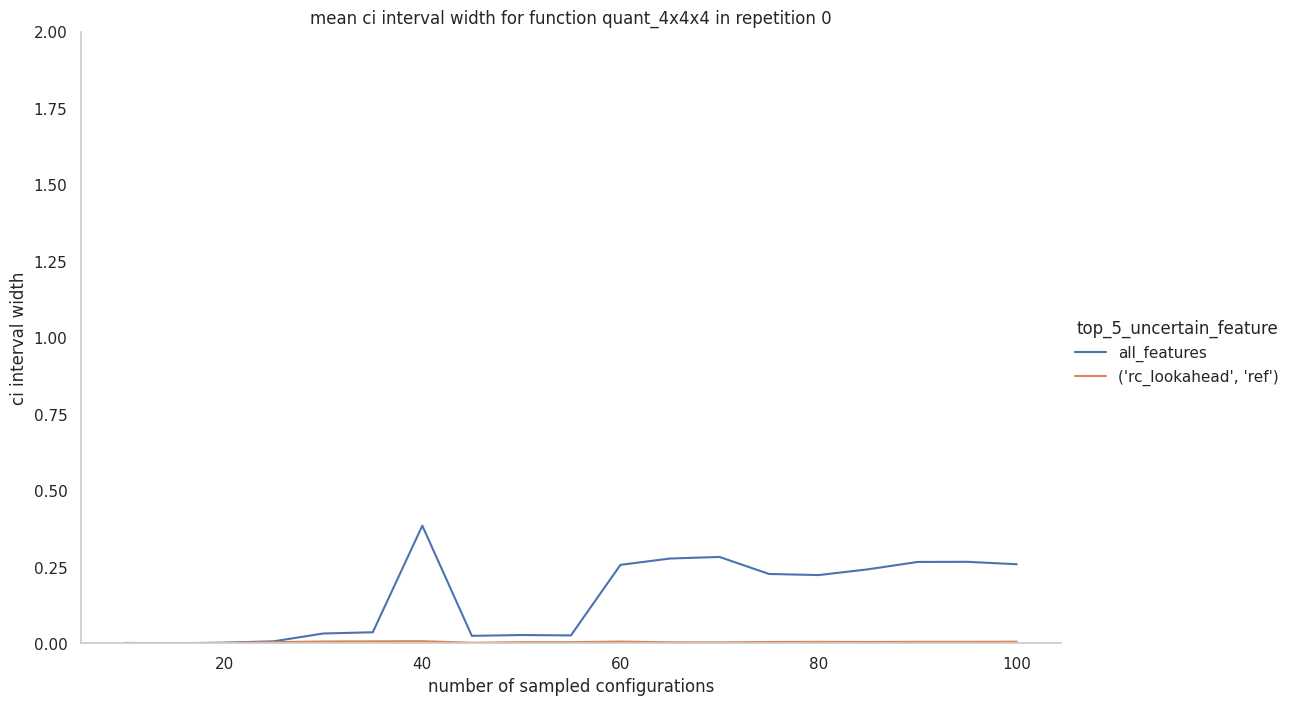 mean ci interval width for function quant_4x4x4 in repetition 0
2.00
1.75
1.50
1.25
1.00
0.75
0.50
0.25
0.00
ci interval width
20 40 60 80 100
number of sampled configurations
top_5_uncertain_feature
all_features
('rc_lookahead', 'ref')